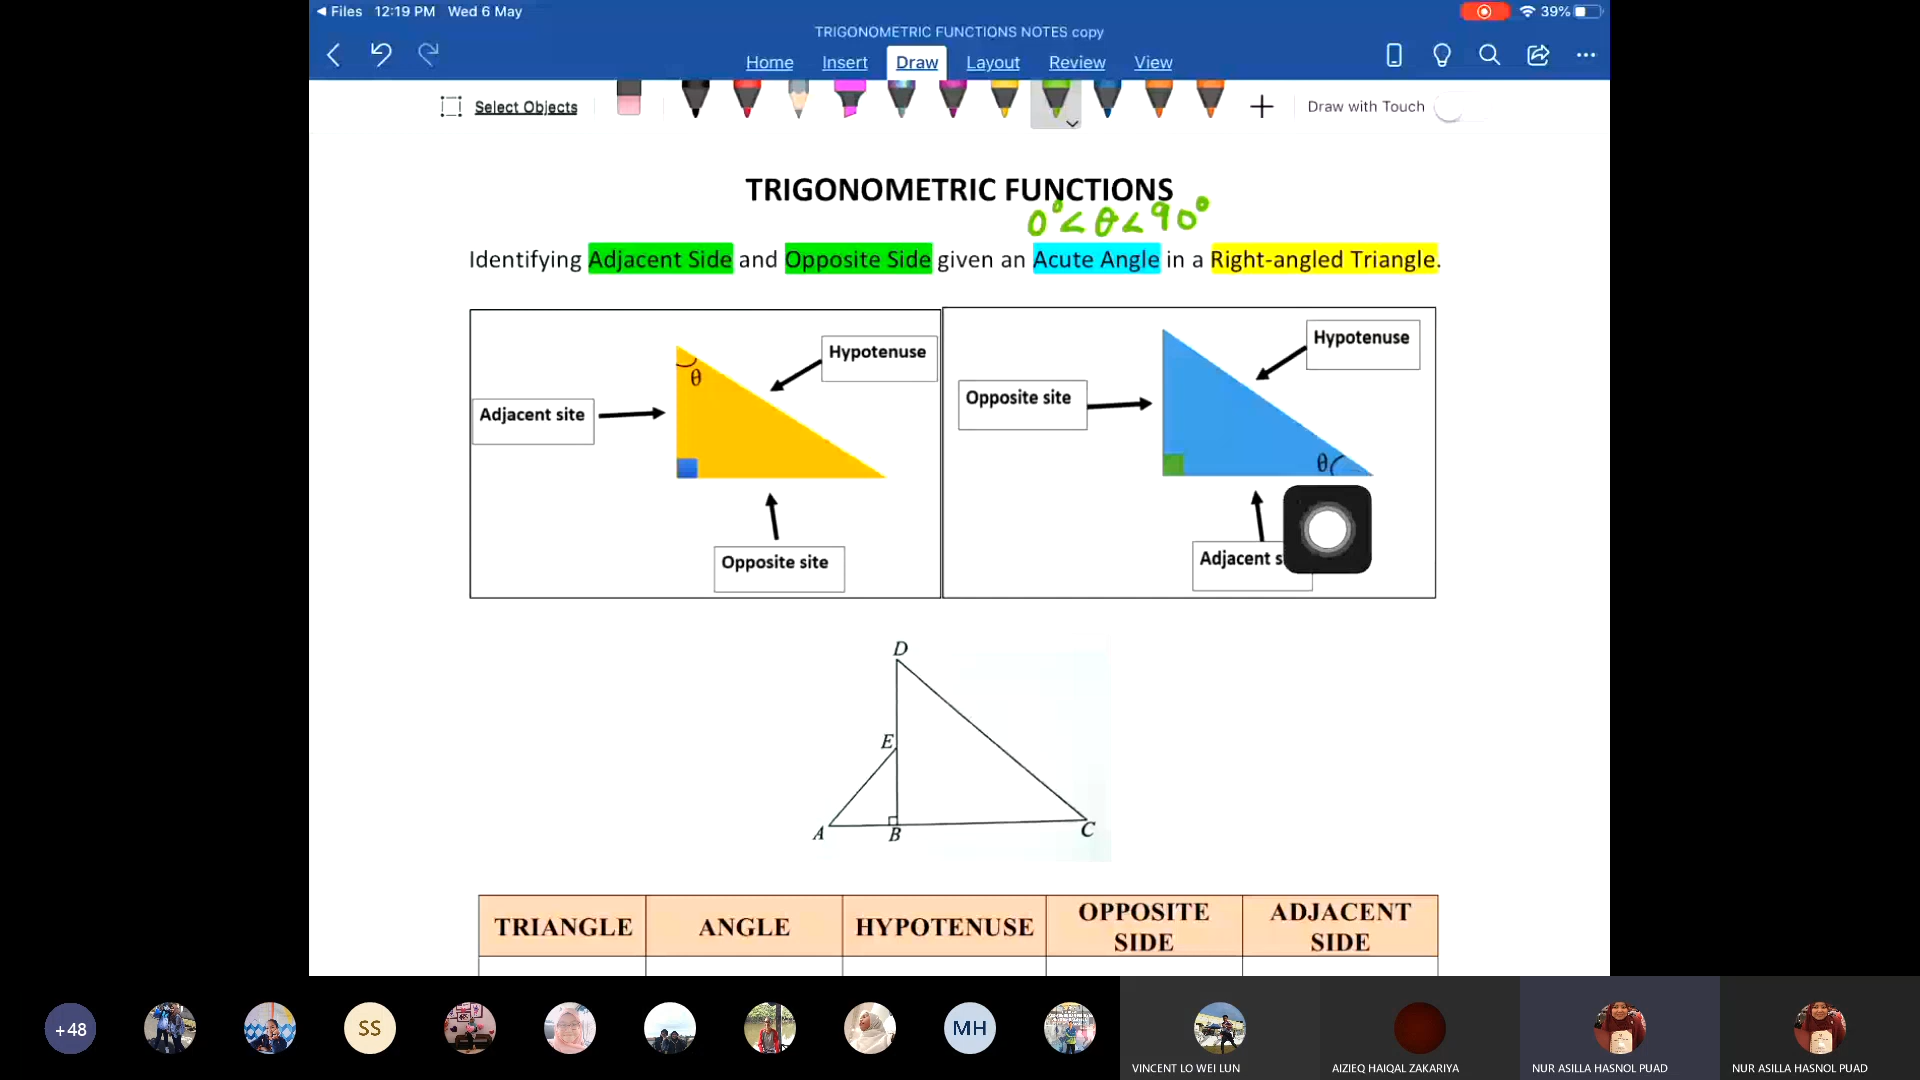 Files 12:19 PM Wed 6 May
39%
TRIGONOMETRIC FUNCTIONS NOTES copy
Home Insert Draw Layout Review View
Select Objects
Draw with Touch
TRIGONOMETRIC FUNCTIONS
0° < θ < 90°
Identifying Adjacent Side and Opposite Side given an Acute Angle in a Right-angled Triangle.
Hypotenuse
θ
Adjacent site
Opposite site
Hypotenuse
Opposite site
θ
Adjacent s
D
E
A
B
C
TRIANGLE
ANGLE
HYPOTENUSE
OPPOSITE
SIDE
ADJACENT
SIDE
+48
SS
MH
VINCENT LO WEI LUN
AIZIEQ HAIQAL ZAKARIYA
NUR ASILLA HASNOL PUAD
NUR ASILLA HASNOL PUAD